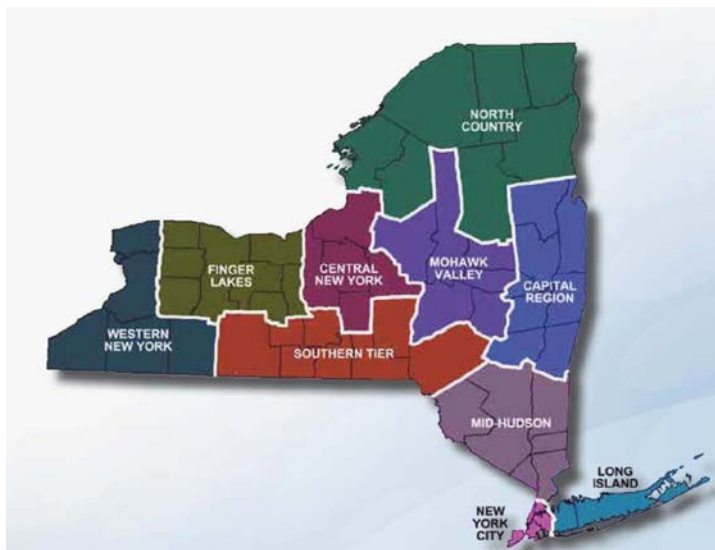 NORTH
COUNTRY
FINGER
LAKES
CENTRAL
NEW YORK
MOHAWK
VALLEY
CAPITAL
REGION
WESTERN
NEW YORK
SOUTHERN TIER
MID-HUDSON
LONG
ISLAND
NEW
YORK
CITY